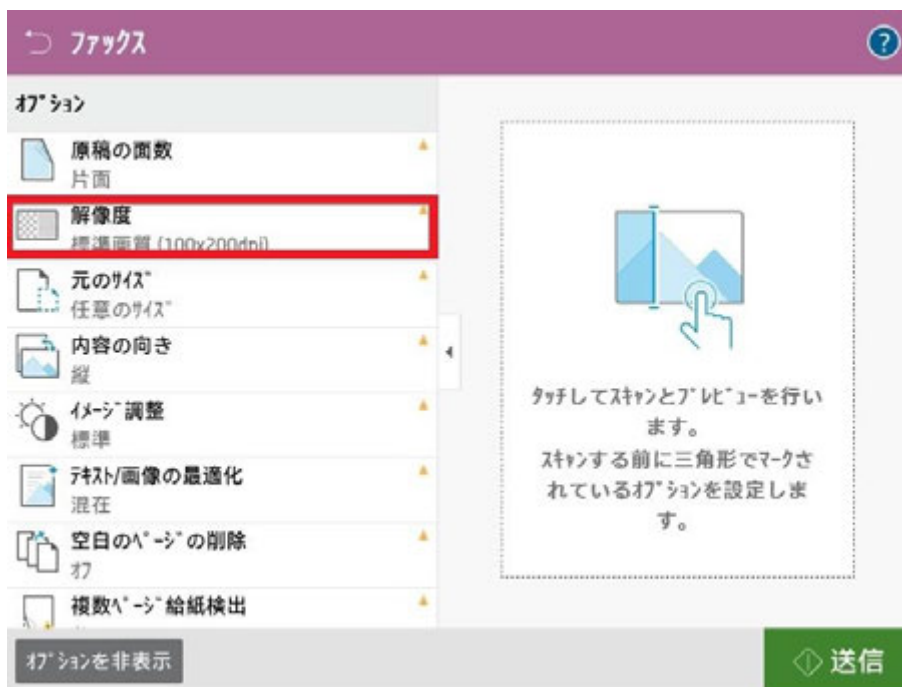 ﾌｧｯｸｽ
?
ｵﾌﾟｼｮﾝ
原稿の面数
片面
解像度
標準画質 (100x200dpi)
元のｻｲｽﾞ
任意のｻｲｽﾞ
内容の向き
縦
ｲﾒｰｼﾞ調整
標準
ﾃｷｽﾄ/画像の最適化
混在
空白のﾍﾟｰｼﾞの削除
ｵﾌ
複数ﾍﾟｰｼﾞ給紙検出
ﾀｯﾁしてｽｷｬﾝとﾌﾟﾚﾋﾞｭｰを行い
ます。
ｽｷｬﾝする前に三角形でﾏｰｸさ
れているｵﾌﾟｼｮﾝを設定しま
す。
ｵﾌﾟｼｮﾝを非表示
送信